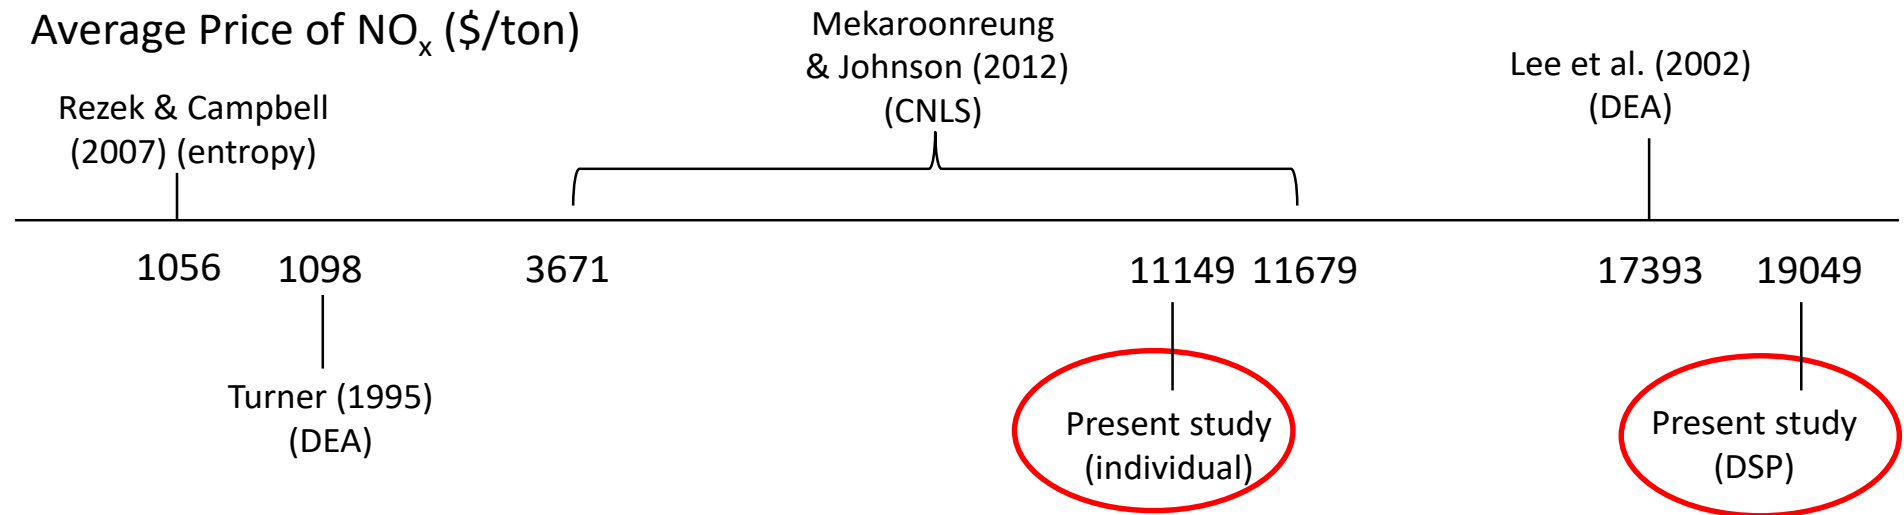 Average Price of NOx ($/ton)
Rezek & Campbell
(2007) (entropy)
Mekaroonreung
& Johnson (2012)
(CNLS)
Lee et al. (2002)
(DEA)
1056
1098
3671
11149
11679
17393
19049
Turner (1995)
(DEA)
Present study
(individual)
Present study
(DSP)